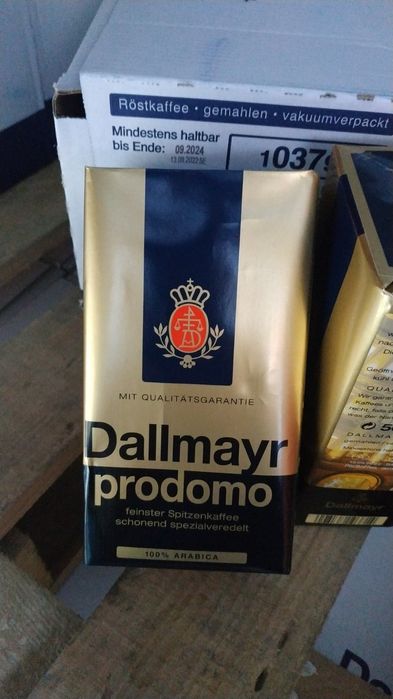 Röstkaffee · gemahlen · vakuumverpackt
Mindestens haltbar
bis Ende: 09.2024
1037
MIT QUALITÄTSGARANTIE
Dallmayr
prodomo
feinster Spitzenkaffee
schonend spezialveredelt
100% ARABICA
Dallmayr